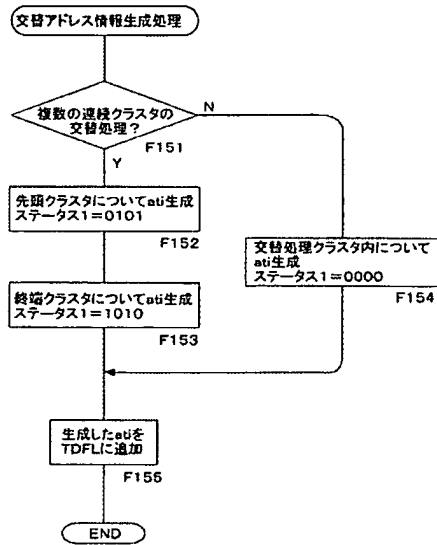 交替アドレス情報生成処理
複数の連続クラスタの
交替処理？
N
F151
Y
先頭クラスタについてati生成
ステータス1=0101
F152
交替処理クラスタ内について
ati生成
ステータス1=0000
F154
終端クラスタについてati生成
ステータス1=1010
F153
生成したatiを
TDFLに追加
F155
END